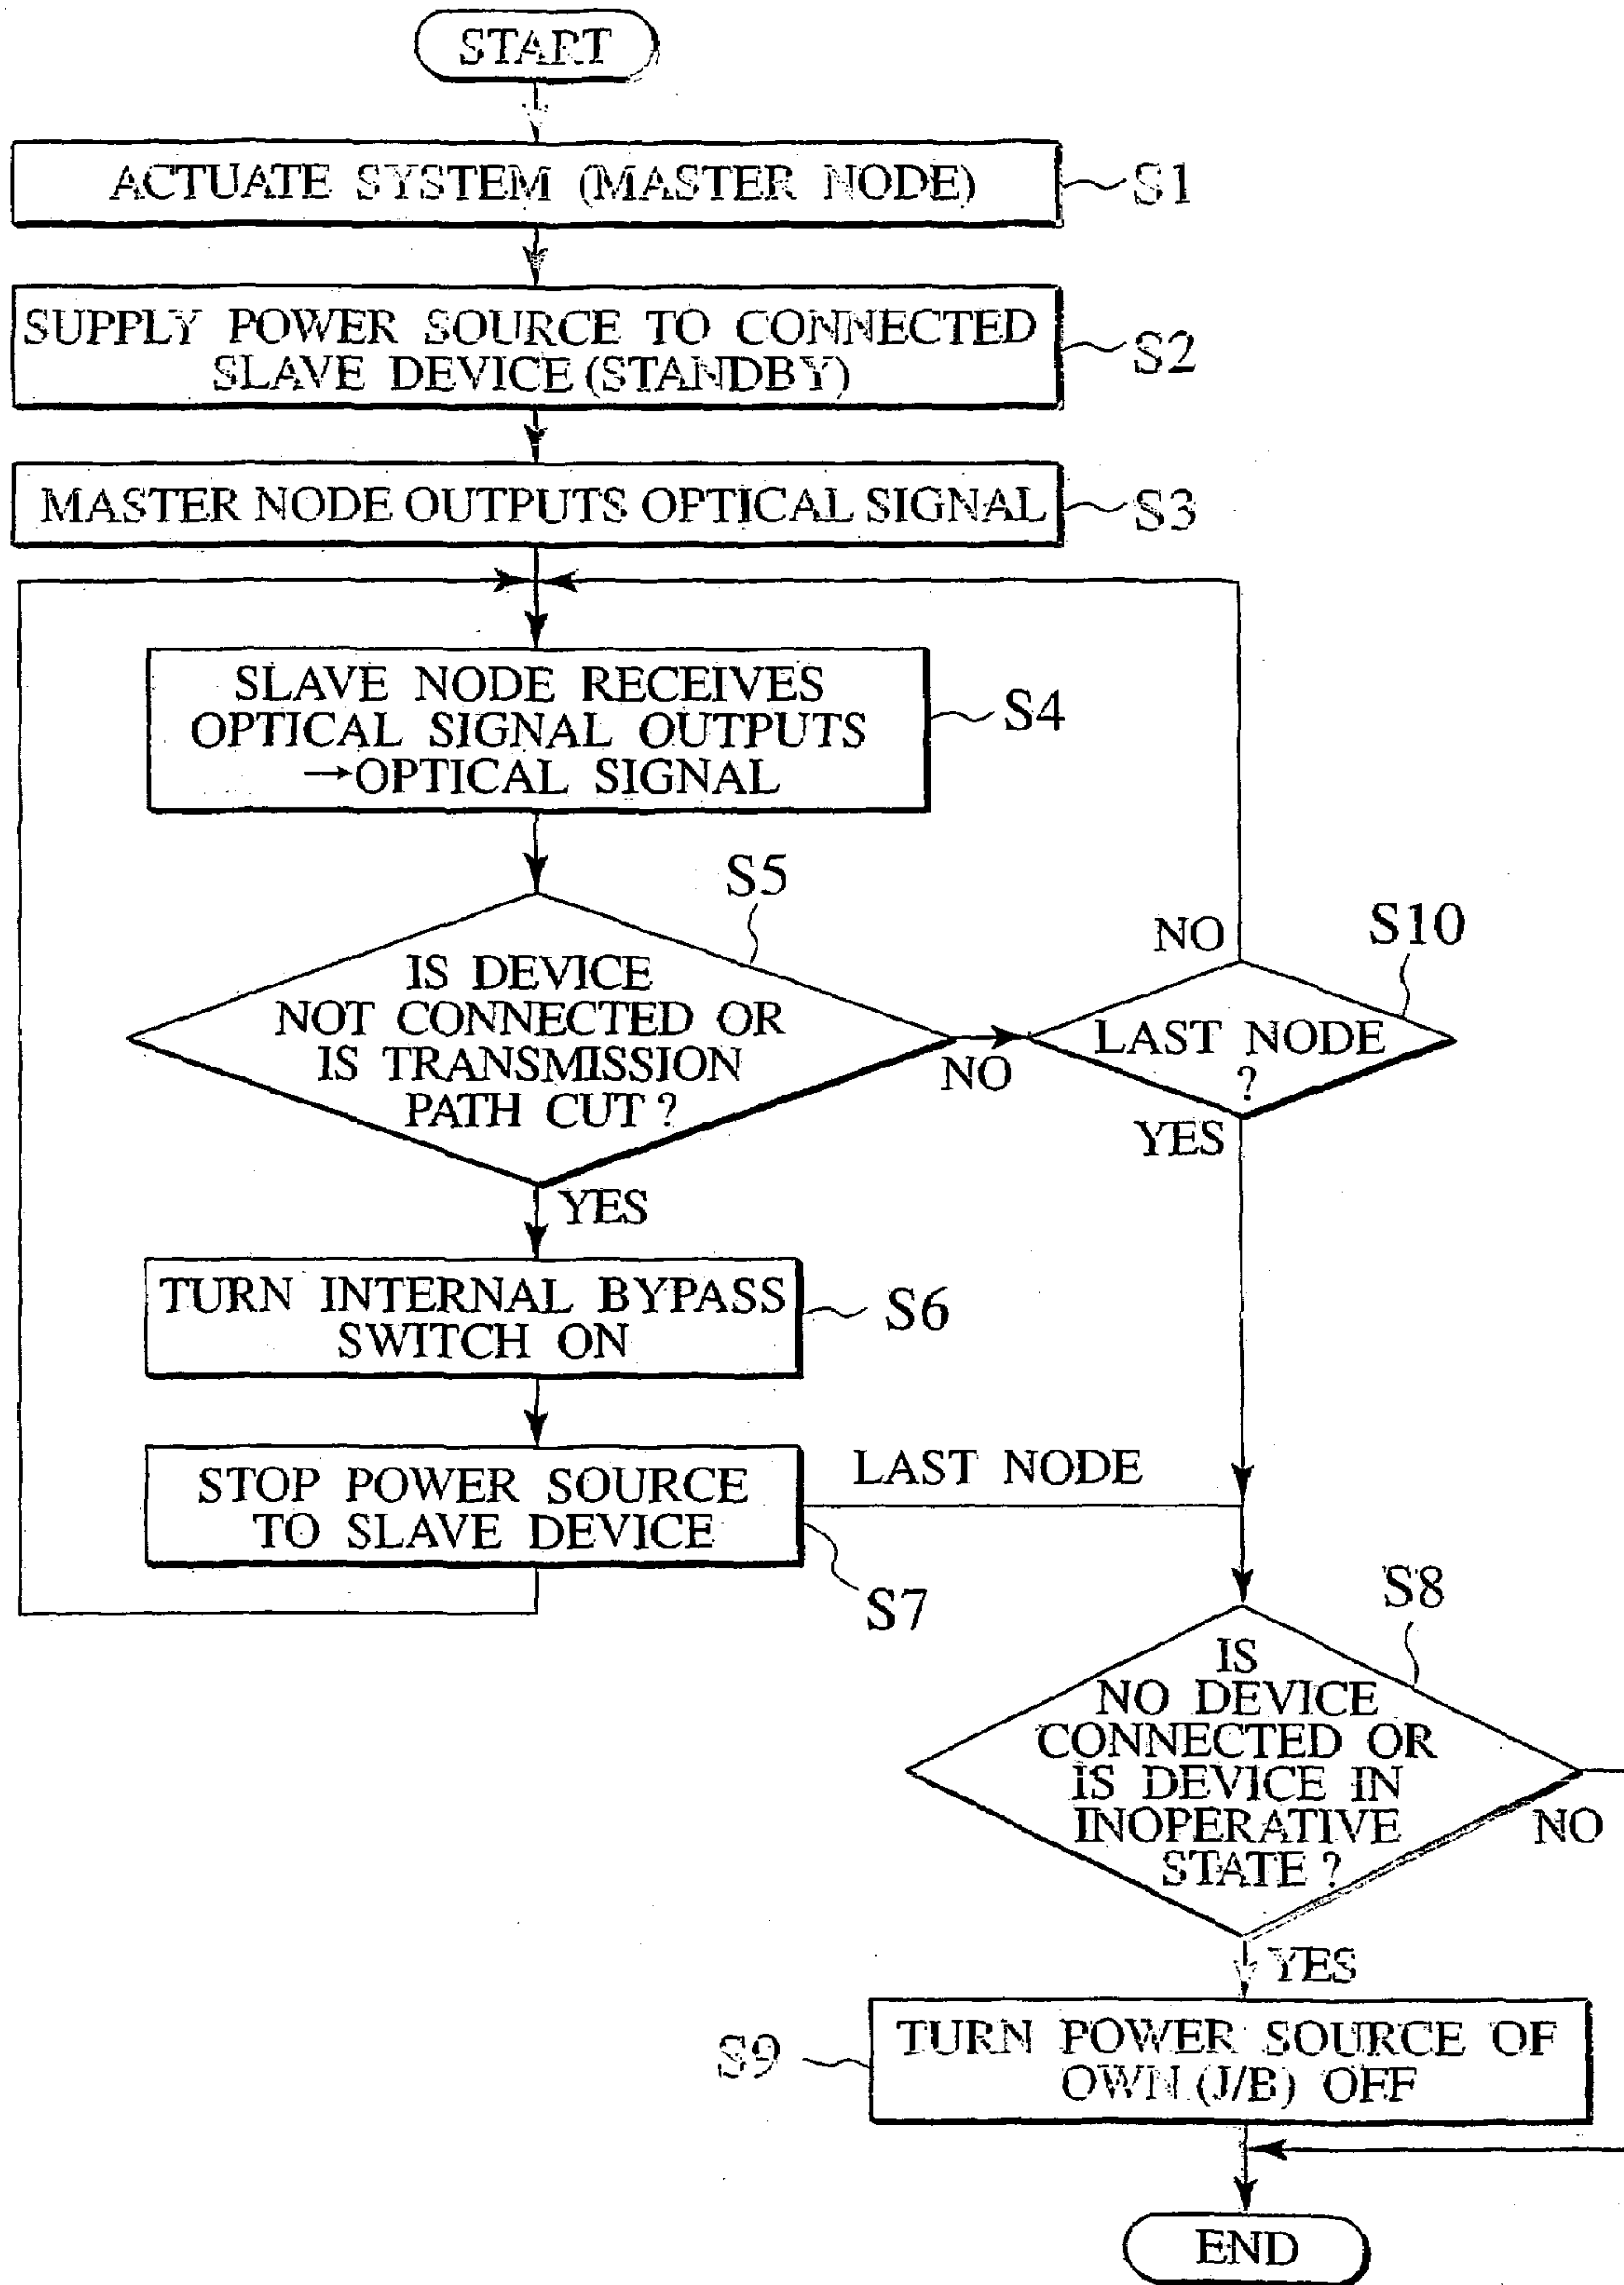 START
ACTUATE SYSTEM (MASTER NODE)
S1
SUPPLY POWER SOURCE TO CONNECTED
SLAVE DEVICE (STANDBY)
S2
MASTER NODE OUTPUTS OPTICAL SIGNAL
S3
SLAVE NODE RECEIVES
OPTICAL SIGNAL OUTPUTS
→OPTICAL SIGNAL
S4
S5
IS DEVICE
NOT CONNECTED OR
IS TRANSMISSION
PATH CUT?
NO
YES
NO
S10
LAST NODE
?
YES
TURN INTERNAL BYPASS
SWITCH ON
S6
STOP POWER SOURCE
TO SLAVE DEVICE
LAST NODE
S7
S8
IS
NO DEVICE
CONNECTED OR
IS DEVICE IN
INOPERATIVE
STATE?
NO
YES
S9
TURN POWER SOURCE OF
OWN (J/B) OFF
END